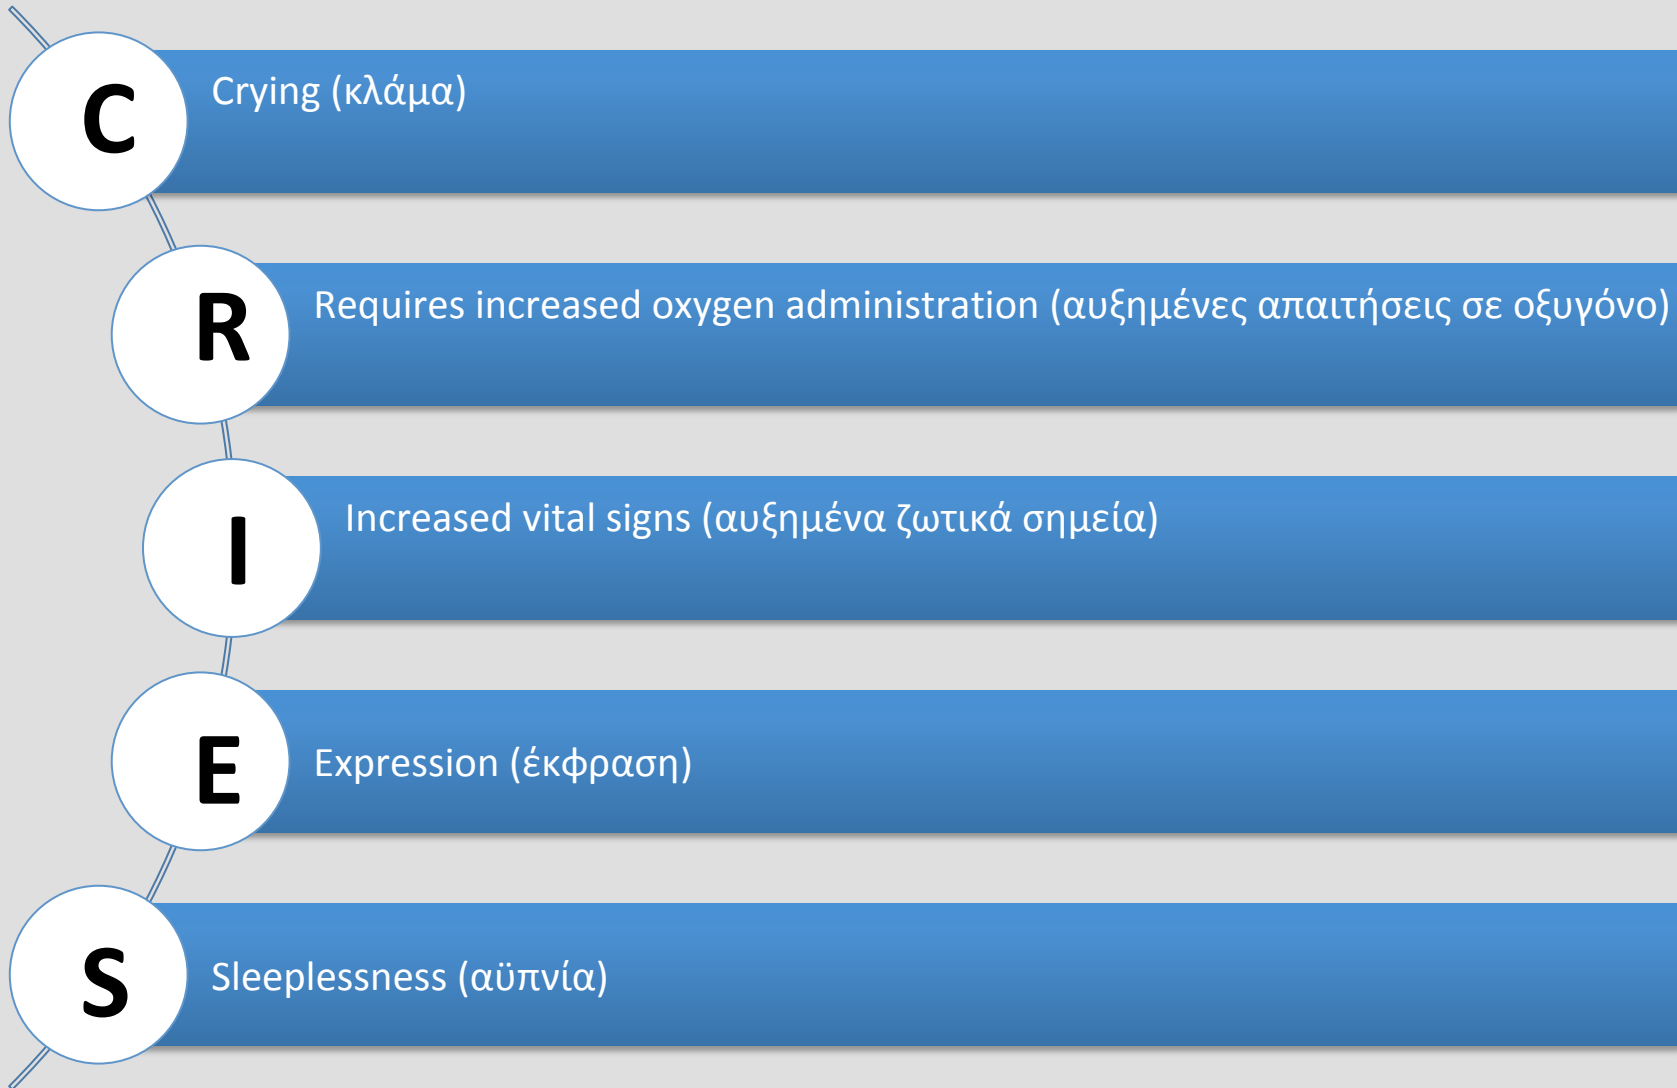 C
Crying (κλάμα)
R
Requires increased oxygen administration (αυξημένες απαιτήσεις σε οξυγόνο)
I
Increased vital signs (αυξημένα ζωτικά σημεία)
E
Expression (έκφραση)
S
Sleeplessness (αϋπνία)